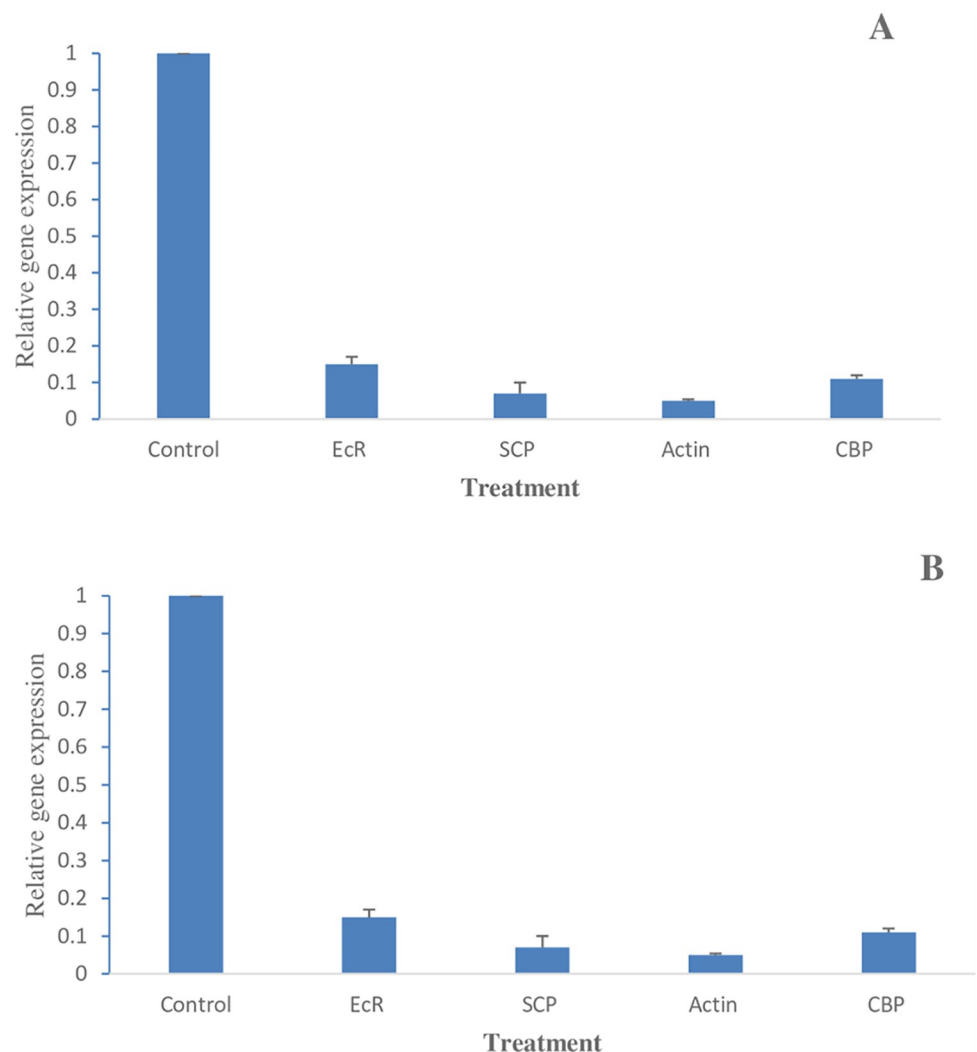 A
Relative gene expression
1
0.9
0.8
0.7
0.6
0.5
0.4
0.3
0.2
0.1
0
Control EcR SCP Actin CBP
Treatment
B
Relative gene expression
1
0.9
0.8
0.7
0.6
0.5
0.4
0.3
0.2
0.1
0
Control EcR SCP Actin CBP
Treatment